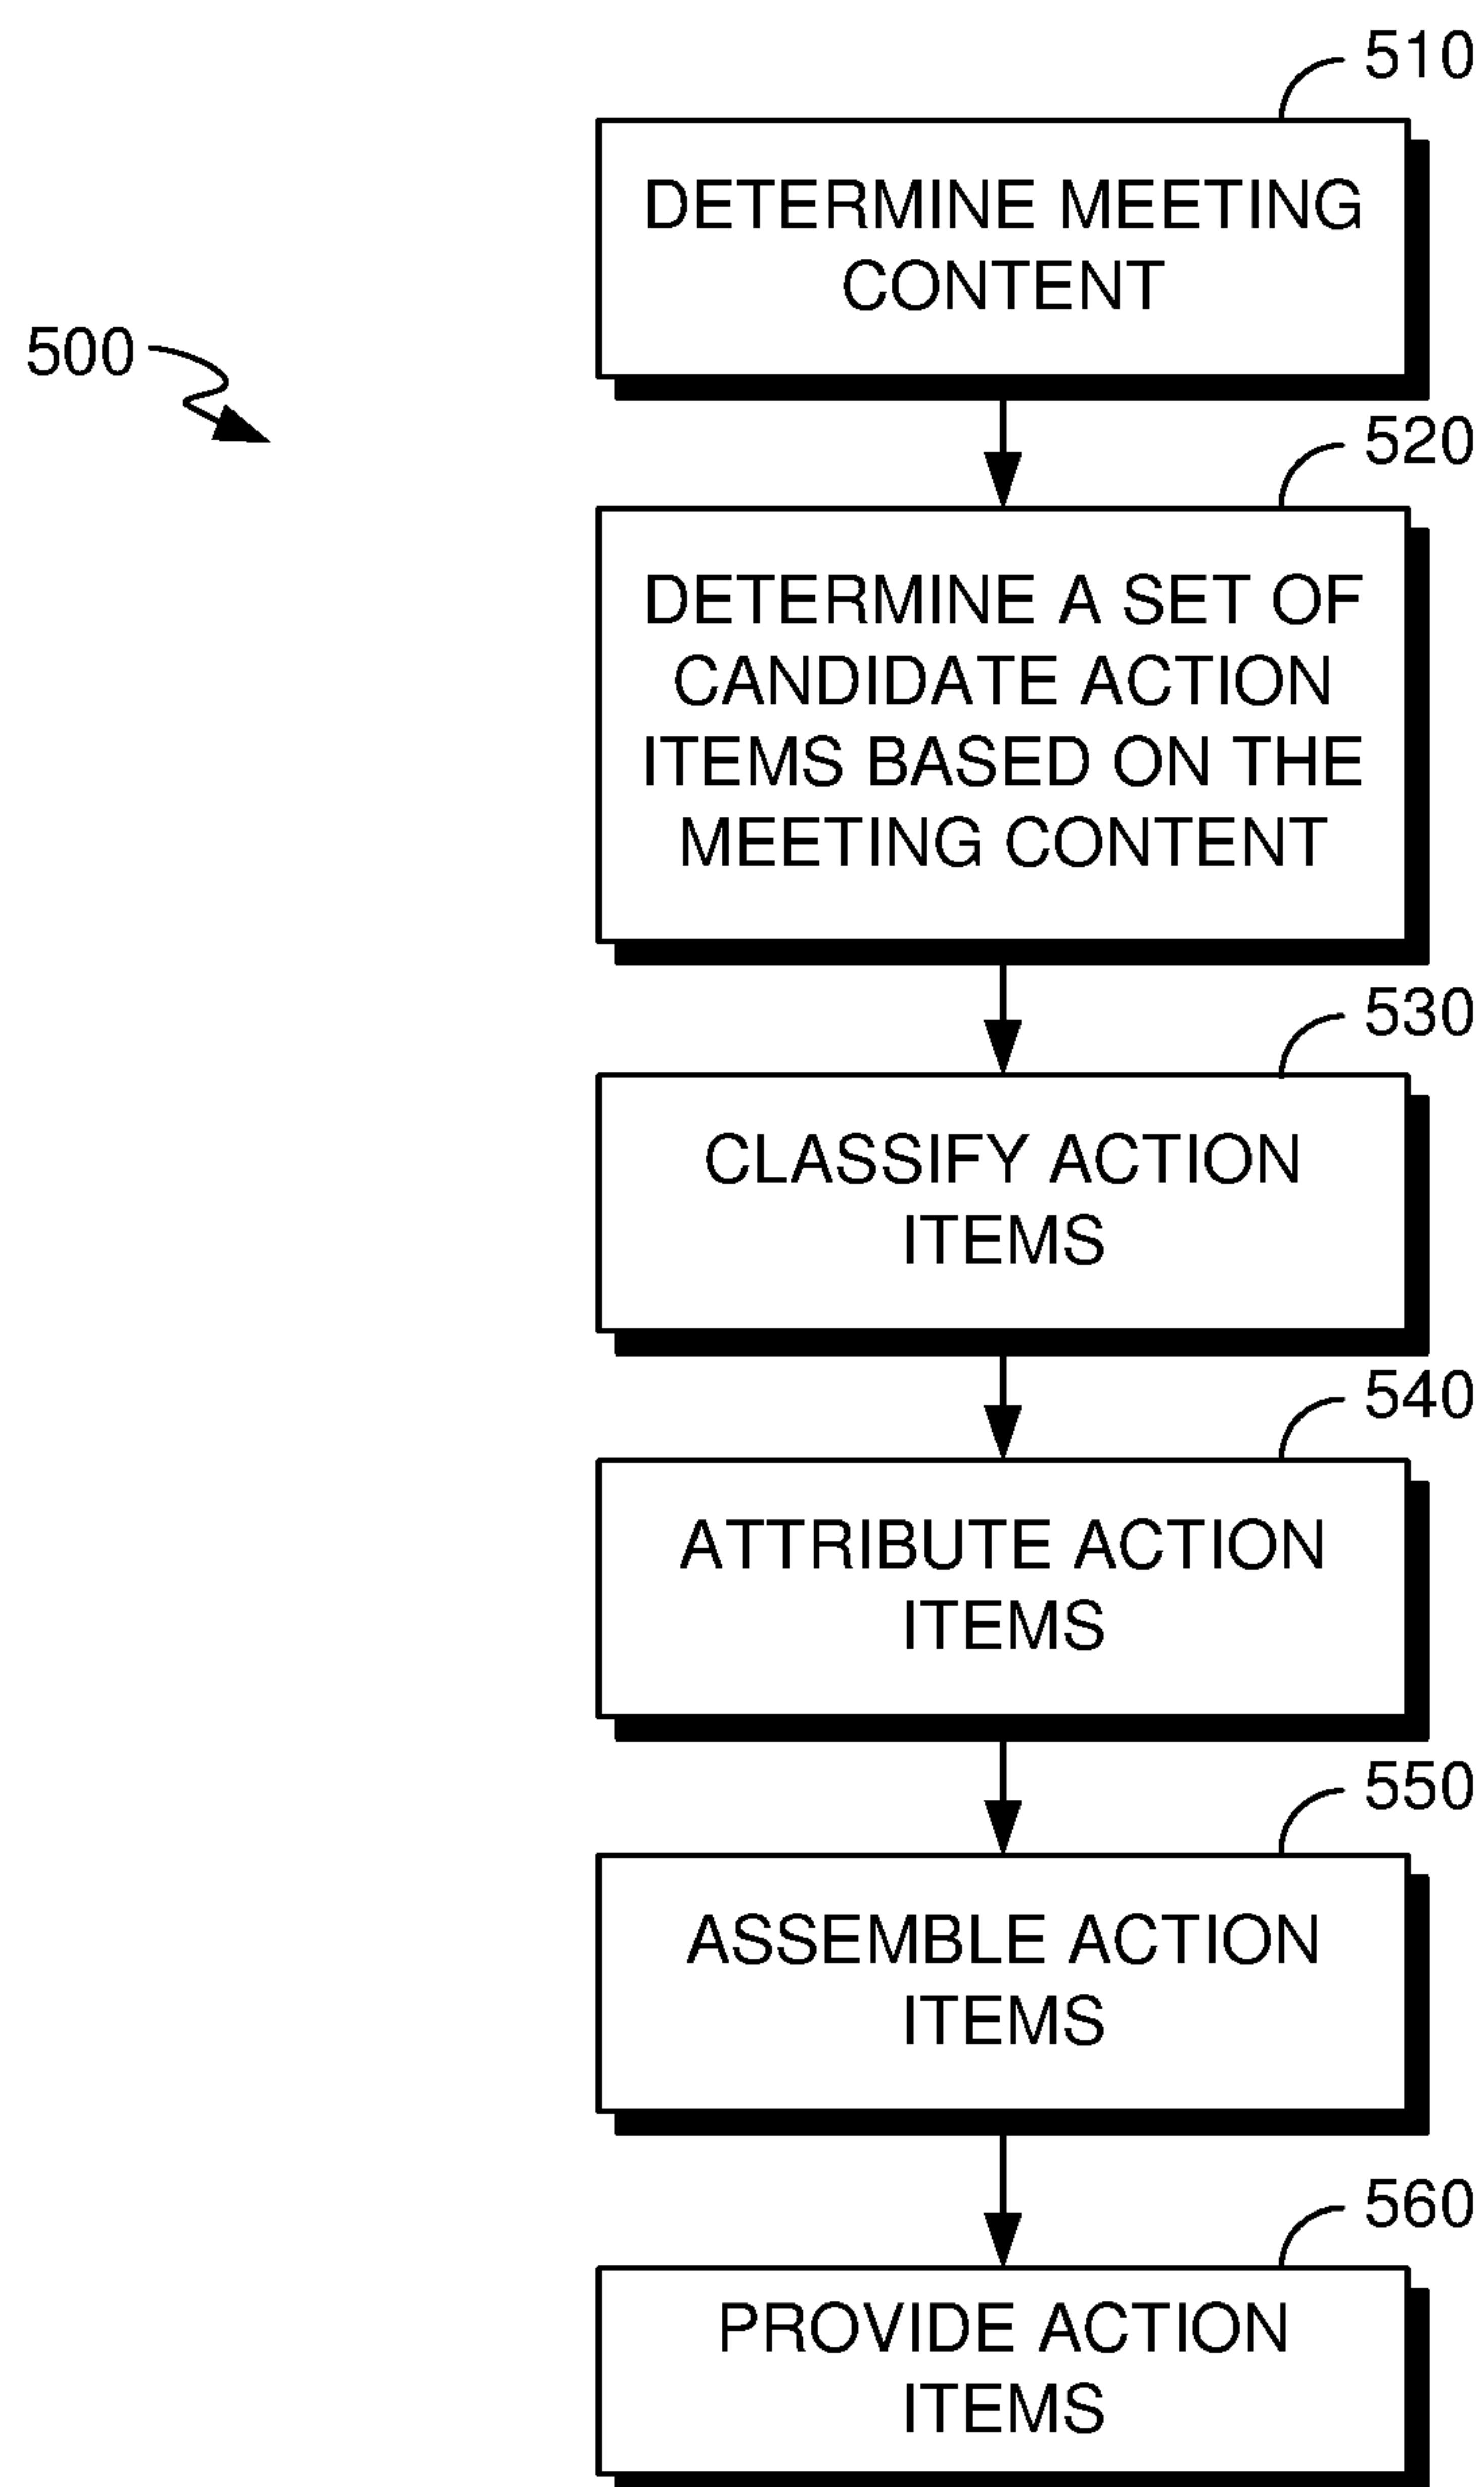 510
DETERMINE MEETING
CONTENT
500
520
DETERMINE A SET OF
CANDIDATE ACTION
ITEMS BASED ON THE
MEETING CONTENT
530
CLASSIFY ACTION
ITEMS
540
ATTRIBUTE ACTION
ITEMS
550
ASSEMBLE ACTION
ITEMS
560
PROVIDE ACTION
ITEMS